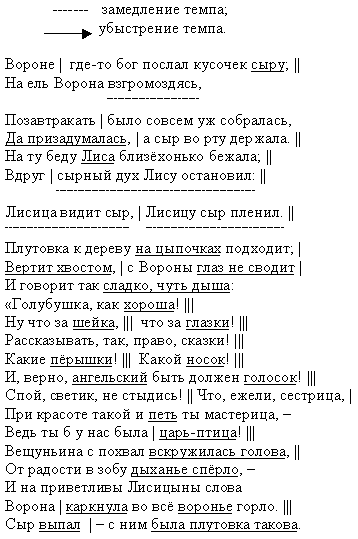 ------- замедление темпа;
убыстрение темпа.
Вороне | где-то бог послал кусочек сыру; ||
На ель Ворона взгромоздясь,
Позавтракать | было совсем уж собралась,
Да призадумалась, | а сыр во рту держала. ||
На ту беду Лиса близёхонько бежала; ||
Вдруг | сырный дух Лису остановил: ||
Лисица видит сыр, | Лисицу сыр пленил. ||
Плутовка к дереву на цыпочках подходит; |
Вертит хвостом, | с Вороны глаз не сводит |
И говорит так сладко, чуть дыша:
«Голубушка, как хороша! |||
Ну что за шейка, ||| что за глазки! |||
Рассказывать, так, право, сказки! |||
Какие пёрышки! ||| Какой носок! |||
И, верно, ангельский быть должен голосок! |||
Спой, светик, не стыдись! || Что, ежели, сестрица, |
При красоте такой и петь ты мастерица, –
Ведь ты б у нас была | царь-птица! |||
Вещуньина с похвал вскружилась голова, ||
От радости в зобу дыханье спёрло, –
И на приветливы Лисицыны слова
Ворона | каркнула во всё воронье горло. |||
Сыр выпал | – с ним была плутовка такова.